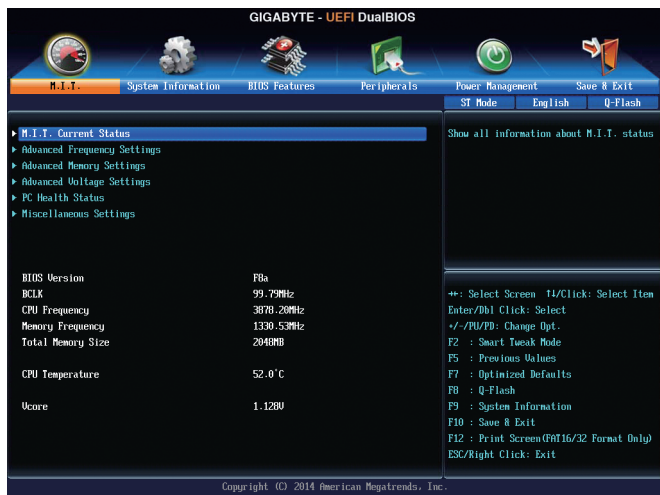 GIGABYTE - UEFI DualBIOS
M.I.T. System Information BIOS Features Peripherals Power Management Save & Exit
ST Mode English Q-Flash
M.I.T. Current Status
Advanced Frequency Settings
Advanced Memory Settings
Advanced Voltage Settings
PC Health Status
Miscellaneous Settings
Show all information about M.I.T. status
BIOS Version F8a
BCLK 99.79MHz
CPU Frequency 3878.20MHz
Memory Frequency 1330.53MHz
Total Memory Size 2048MB
CPU Temperature 52.0°C
Vcore 1.128V
→←: Select Screen ↑↓/Click: Select Item
Enter/Dbl Click: Select
+/-/PU/PD: Change Opt.
F2 : Smart Tweak Mode
F5 : Previous Values
F7 : Optimized Defaults
F8 : Q-Flash
F9 : System Information
F10 : Save & Exit
F12 : Print Screen(FAT16/32 Format Only)
ESC/Right Click: Exit
Copyright (C) 2014 American Megatrends, Inc.